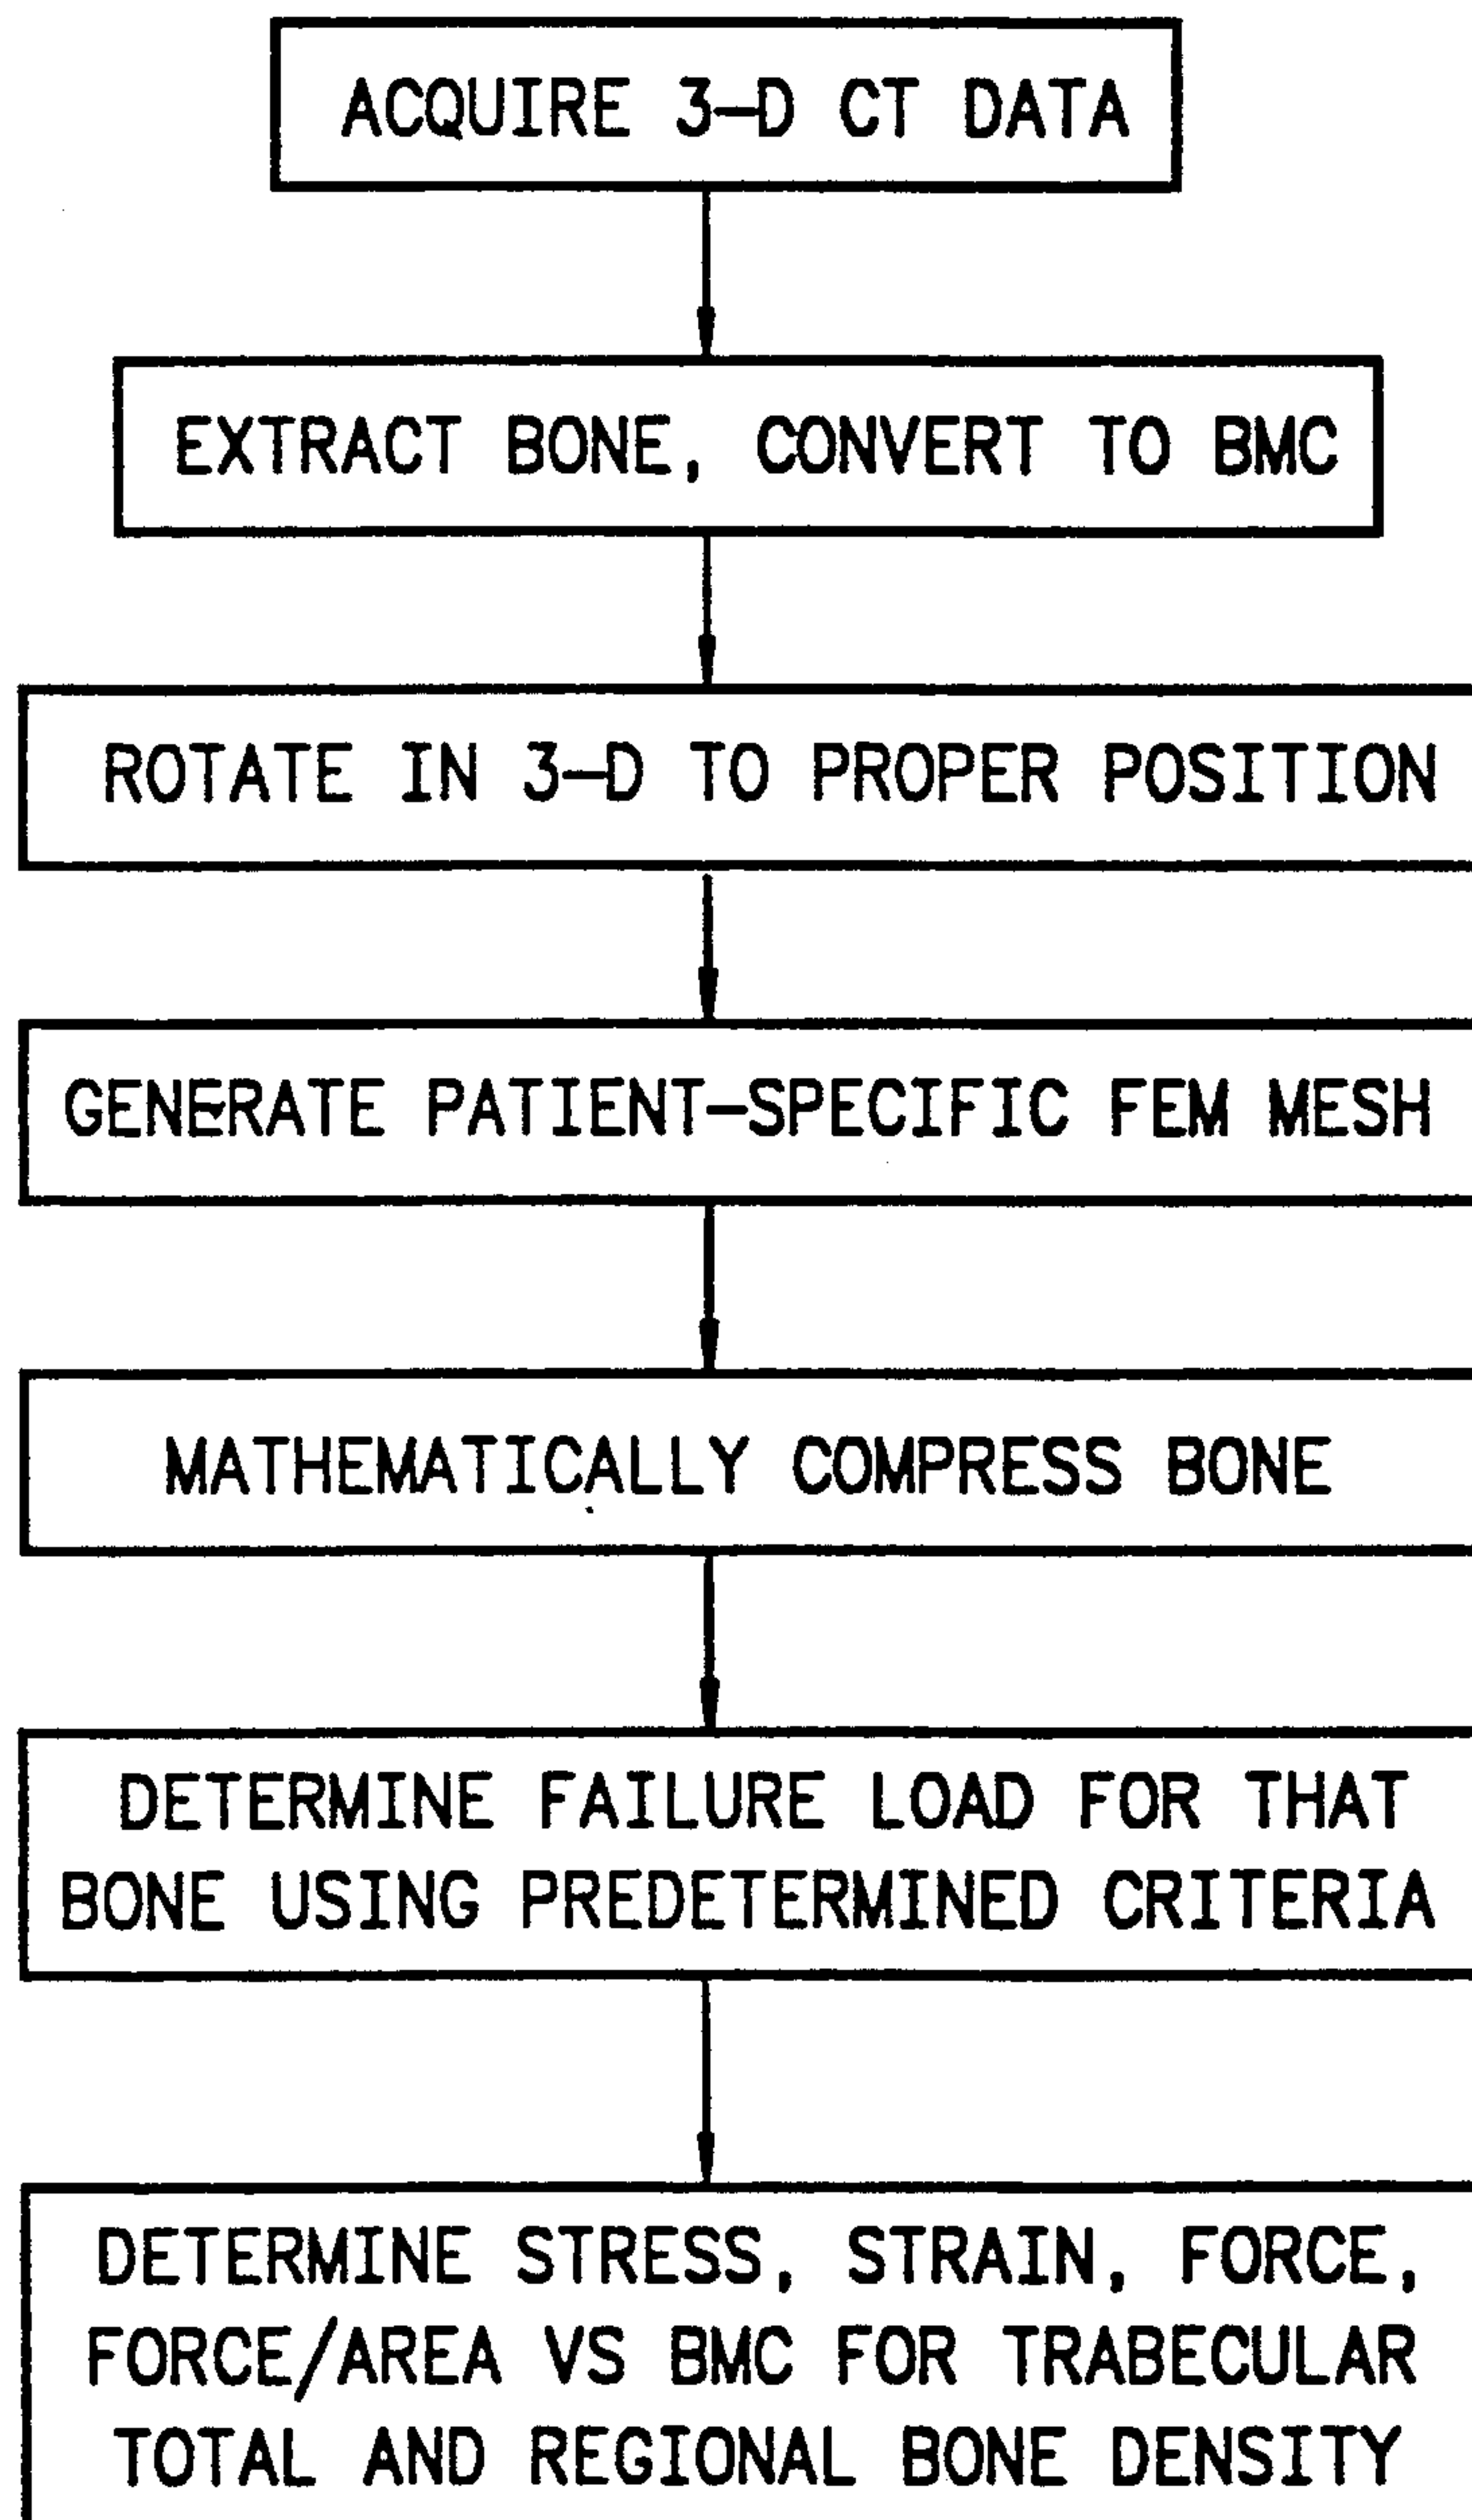 ACQUIRE 3-D CT DATA
EXTRACT BONE, CONVERT TO BMC
ROTATE IN 3-D TO PROPER POSITION
GENERATE PATIENT-SPECIFIC FEM MESH
MATHEMATICALLY COMPRESS BONE
DETERMINE FAILURE LOAD FOR THAT
BONE USING PREDETERMINED CRITERIA
DETERMINE STRESS, STRAIN, FORCE,
FORCE/AREA VS BMC FOR TRABECULAR
TOTAL AND REGIONAL BONE DENSITY